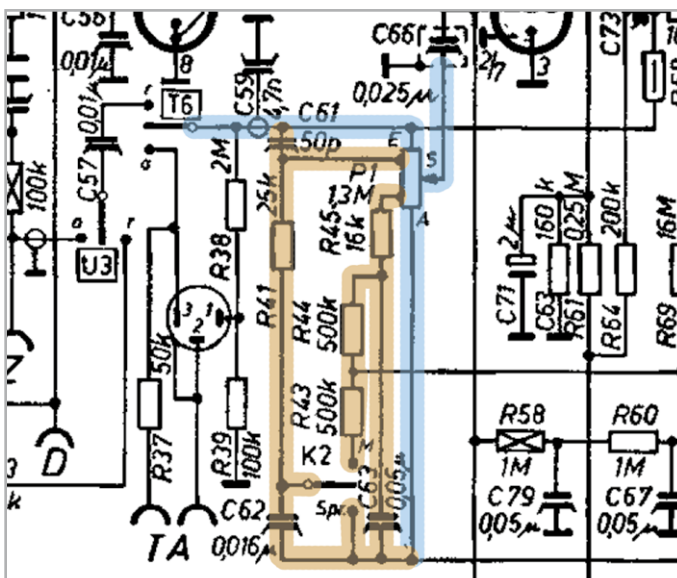 C58
0,01µ
8
T6
C59
4,7n
C66
0,025µ
2/7
3
C73
0,01µ
C57
r
a
100k
U3
a
r
2M
R38
C61
50p
25k
R41
E
S
A
P1
1,3M
R45
16k
R44
500k
R43
500k
M
K2
Spr.
C63
0,05µ
C62
0,016µ
3
2
1
50k
R37
R39
100k
TA
D
3
k
2µ
C71
160
k
C63
0,25
M
R61
200k
R64
16M
R69
R58
1M
C79
0,05µ
R60
1M
C67
0,05µ